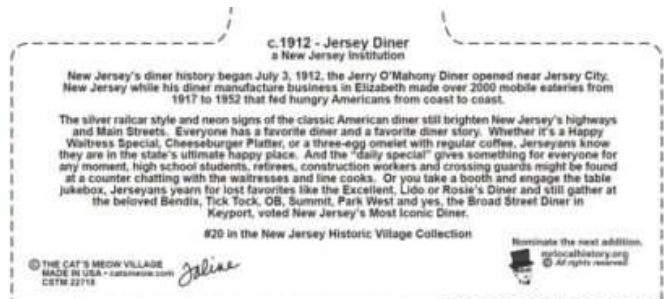 c.1912 - Jersey Diner
a New Jersey Institution
New Jersey's diner history began July 3, 1912, the Jerry O'Mahony Diner opened near Jersey City.
New Jersey while his diner manufacture business in Elizabeth made over 2000 mobile eateries from
1917 to 1952 that fed hungry Americans from coast to coast.
The silver railcar style and neon signs of the classic American diner still brighten New Jersey's highways
and Main Streets. Everyone has a favorite diner and a favorite diner story. Whether it's a Happy
Waitress Special, Cheeseburger Platter, or a three-egg omelet with regular coffee, Jerseyans know
they are in the state's ultimate happy place. And the "daily special" gives something for everyone for
any moment, high school students, retirees, construction workers and crossing guards might be found
at a counter chatting with the waitresses and line cooks. Or you take a booth and engage the table
jukebox, Jerseyans yearn for lost favorites like the Excellent, Lido or Rosie's Diner and still gather at
the beloved Bendix, Tick Tock, OB, Summit, Park West and yes, the Broad Street Diner in
Keyport, voted New Jersey's Most Iconic Diner.
#20 in the New Jersey Historic Village Collection
© THE CAT'S MEOW VILLAGE
MADE IN USA • catsmeow.com
CSTM 22718
Faline
Nominate the next addition.
mrlocalhistory.org
© All rights reserved